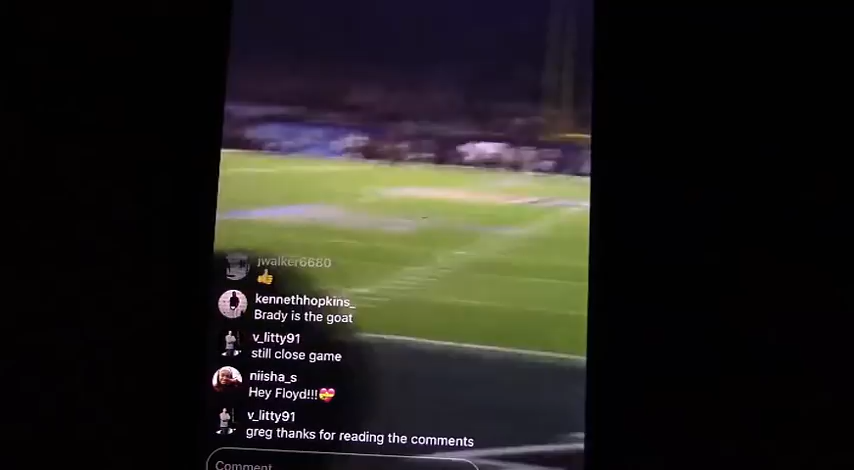 jwalker6680
👍
kennethhopkins_
Brady is the goat
v_litty91
still close game
niisha_s
Hey Floyd!!!💝
v_litty91
greg thanks for reading the comments
Comment